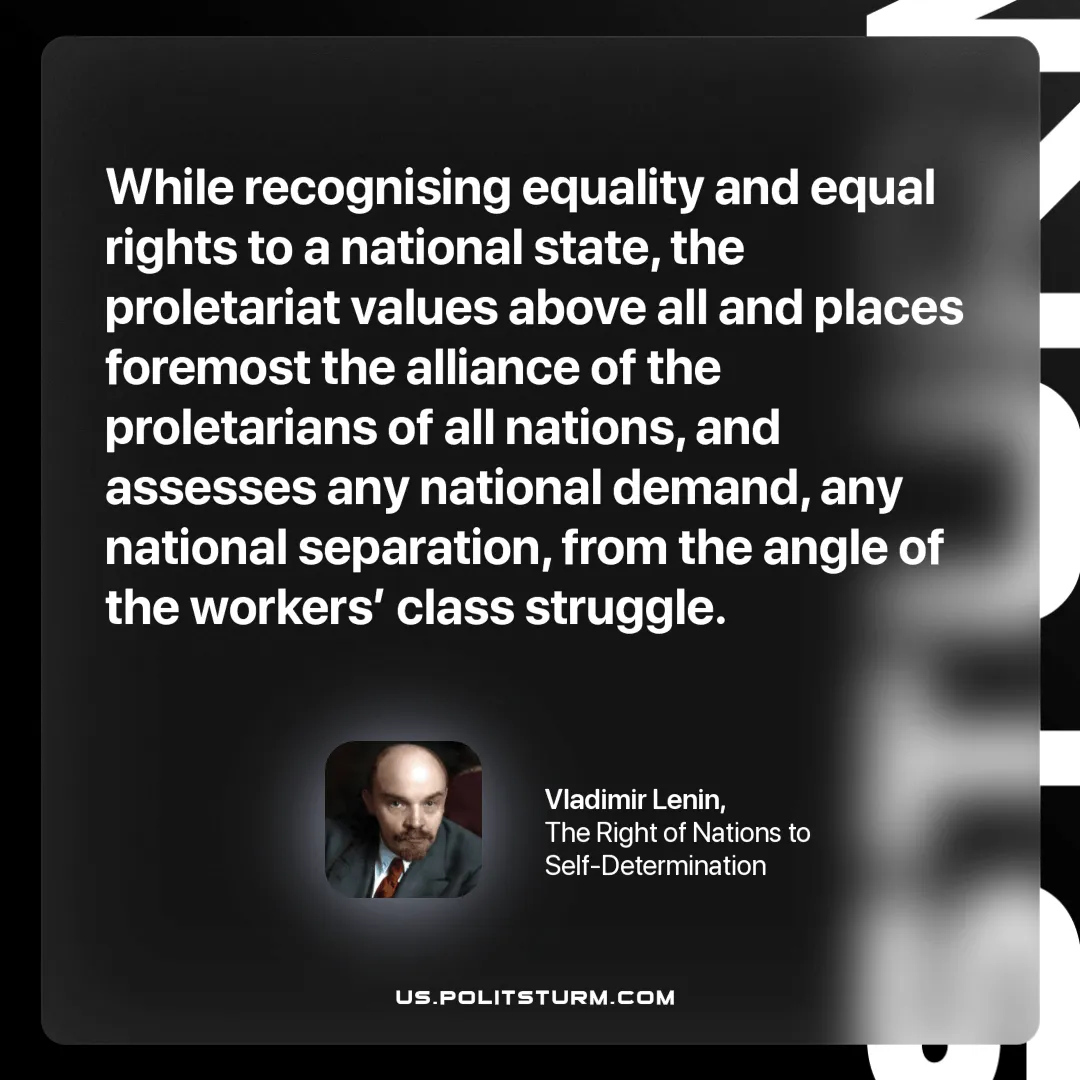 While recognising equality and equal
rights to a national state, the
proletariat values above all and places
foremost the alliance of the
proletarians of all nations, and
assesses any national demand, any
national separation, from the angle of
the workers’ class struggle.
Vladimir Lenin,
The Right of Nations to
Self-Determination
US.POLITSTURM.COM